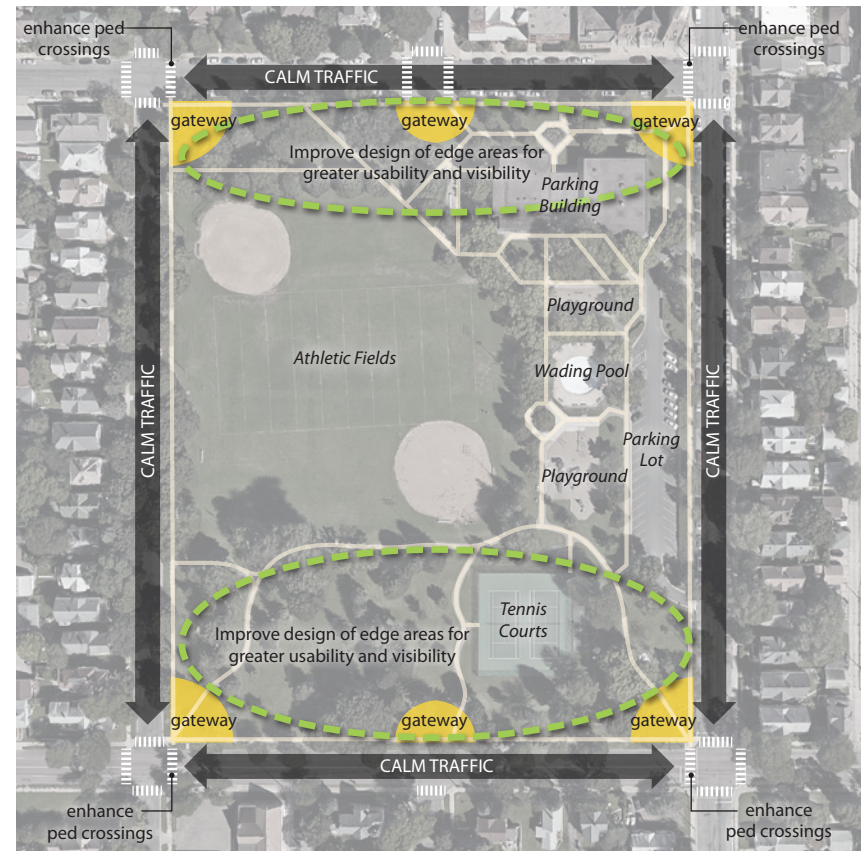 enhance ped
crossings
enhance ped
crossings
CALM TRAFFIC
gateway
gateway
gateway
Improve design of edge areas for
greater usability and visibility
Parking
Building
Playground
Athletic Fields
Wading Pool
CALM TRAFFIC
CALM TRAFFIC
Parking
Lot
Playground
Tennis
Courts
Improve design of edge areas for
greater usability and visibility
gateway
gateway
gateway
CALM TRAFFIC
enhance
ped crossings
enhance
ped crossings